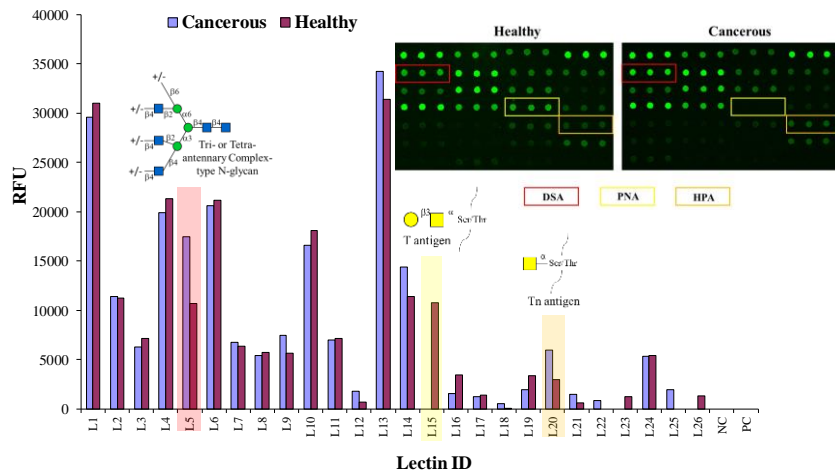 Cancerous Healthy
40000
35000
30000
25000
20000
15000
10000
5000
0
RFU
+/-
β6
+/-
β4
β2
α6
β4
β4
+/-
β4
β2
α3
β4
+/-
β4
Tri- or Tetra-
antennary Complex-
type N-glycan
Healthy
Cancerous
DSA
PNA
HPA
β3
α
Ser/Thr
T antigen
α
Ser/Thr
Tn antigen
L1 L2 L3 L4 L5 L6 L7 L8 L9 L10 L11 L12 L13 L14 L15 L16 L17 L18 L19 L20 L21 L22 L23 L24 L25 L26 NC PC
Lectin ID